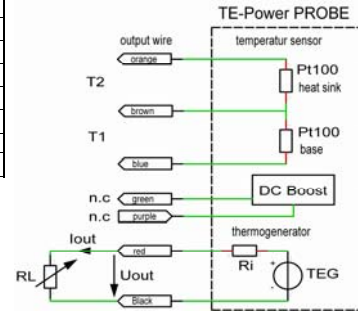 TE-Power PROBE
output wire temperatur sensor
orange
Pt100
heat sink
T2
brown
Pt100
base
T1
blue
DC Boost
n.c green
n.c purple
thermogenerator
Iout red
Ri
+
RL Uout TEG
-
Black